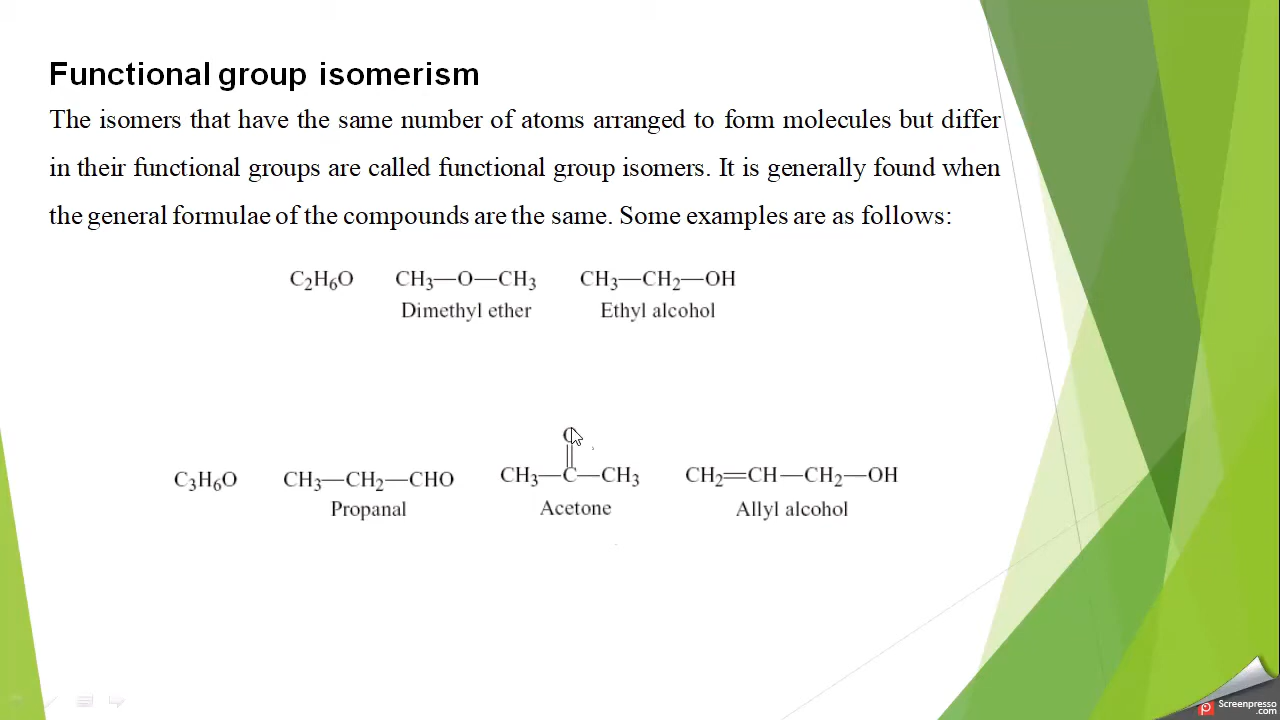 Functional group isomerism
The isomers that have the same number of atoms arranged to form molecules but differ
in their functional groups are called functional group isomers. It is generally found when
the general formulae of the compounds are the same. Some examples are as follows:
C₂H₆O CH₃—O—CH₃ CH₃—CH₂—OH
Dimethyl ether Ethyl alcohol
O
C₃H₆O CH₃—CH₂—CHO CH₃—C—CH₃ CH₂=CH—CH₂—OH
Propanal Acetone Allyl alcohol
Screenpresso
.com